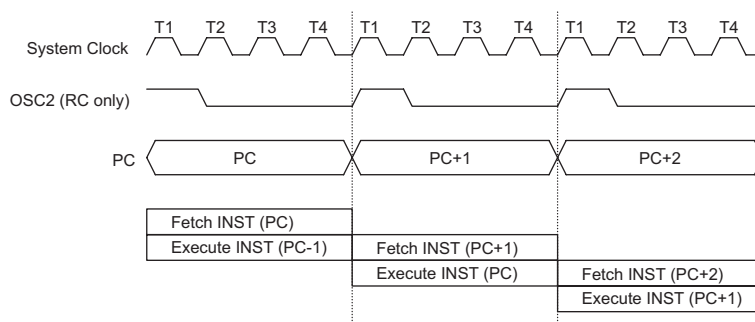 T1 T2 T3 T4 T1 T2 T3 T4 T1 T2 T3 T4
System Clock
OSC2 (RC only)
PC PC PC+1 PC+2
Fetch INST (PC)
Execute INST (PC-1) Fetch INST (PC+1)
Execute INST (PC) Fetch INST (PC+2)
Execute INST (PC+1)